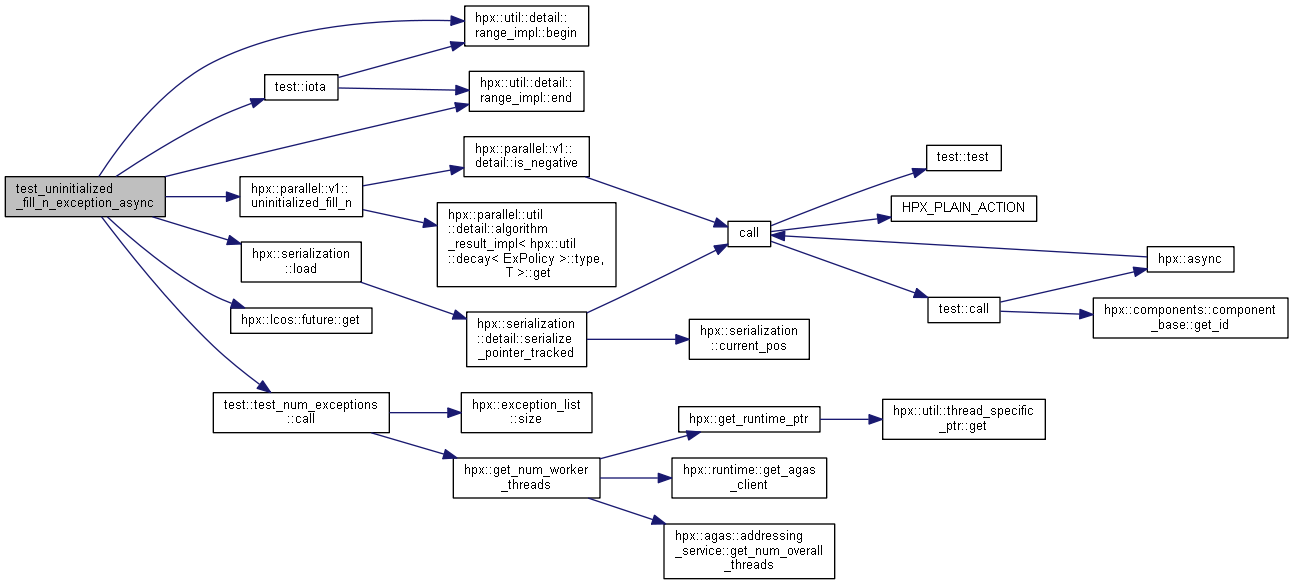 test_uninitialized
_fill_n_exception_async
hpx::util::detail::
range_impl::begin
test::iota
hpx::util::detail::
range_impl::end
hpx::parallel::v1::
uninitialized_fill_n
hpx::parallel::v1::
detail::is_negative
hpx::parallel::util
::detail::algorithm
_result_impl< hpx::util
::decay< ExPolicy >::type,
T >::get
call
test::test
HPX_PLAIN_ACTION
hpx::async
test::call
hpx::components::component
_base::get_id
hpx::serialization
::load
hpx::serialization
::detail::serialize
_pointer_tracked
hpx::serialization
::current_pos
hpx::lcos::future::get
test::test_num_exceptions
::call
hpx::exception_list
::size
hpx::get_num_worker
_threads
hpx::get_runtime_ptr
hpx::util::thread_specific
_ptr::get
hpx::runtime::get_agas
_client
hpx::agas::addressing
_service::get_num_overall
_threads